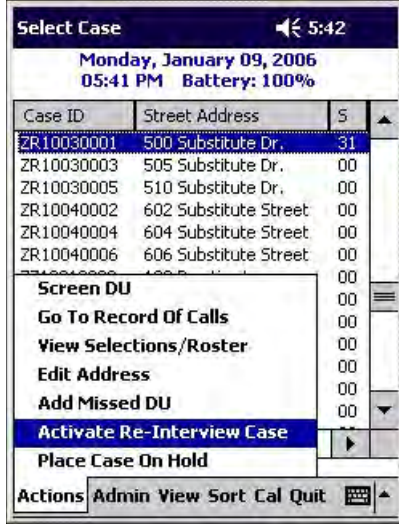 Select Case 5:42
Monday, January 09, 2006
05:41 PM Battery: 100%
Case ID Street Address S
ZR10030001 500 Substitute Dr. 31
ZR10030003 505 Substitute Dr. 00
ZR10030005 510 Substitute Dr. 00
ZR10040002 602 Substitute Street 00
ZR10040004 604 Substitute Street 00
ZR10040006 606 Substitute Street 00
00
Screen DU
00
Go To Record Of Calls
00
View Selections/Roster
00
Edit Address
00
Add Missed DU
00
00
Activate Re-Interview Case
Place Case On Hold
Actions Admin View Sort Cal Quit